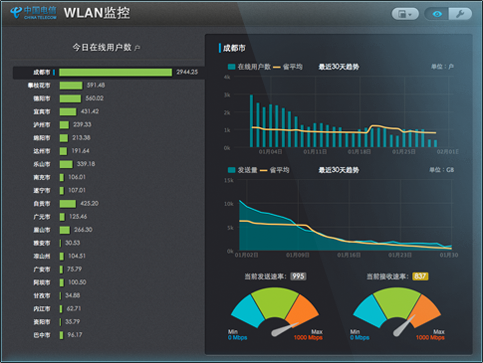 中国电信
CHINA TELECOM
WLAN监控
今日在线用户数 户
成都市 2944.25
攀枝花市 591.48
德阳市 560.02
宜宾市 431.42
泸州市 239.33
绵阳市 213.38
达州市 191.64
乐山市 339.18
南充市 106.01
遂宁市 107.01
自贡市 425.20
广元市 125.46
眉山市 266.30
雅安市 30.53
凉山州 104.51
广安市 75.79
阿坝州 100.50
甘孜市 34.88
内江市 62.71
资阳市 35.79
巴中市 96.17
成都市
在线用户数 省平均 最近30天趋势 单位：户
4k
3k
2k
1k
0k
01月04日 01月11日 01月18日 01月25日 02月01日
发送量 省平均 最近30天趋势 单位：GB
15k
10k
5k
0k
01月02日 01月09日 01月16日 01月23日 01月30
当前发送速率：995 当前接收速率：837
Min Max Min Max
0 Mbps 1000 Mbps 0 Mbps 1000 Mbps